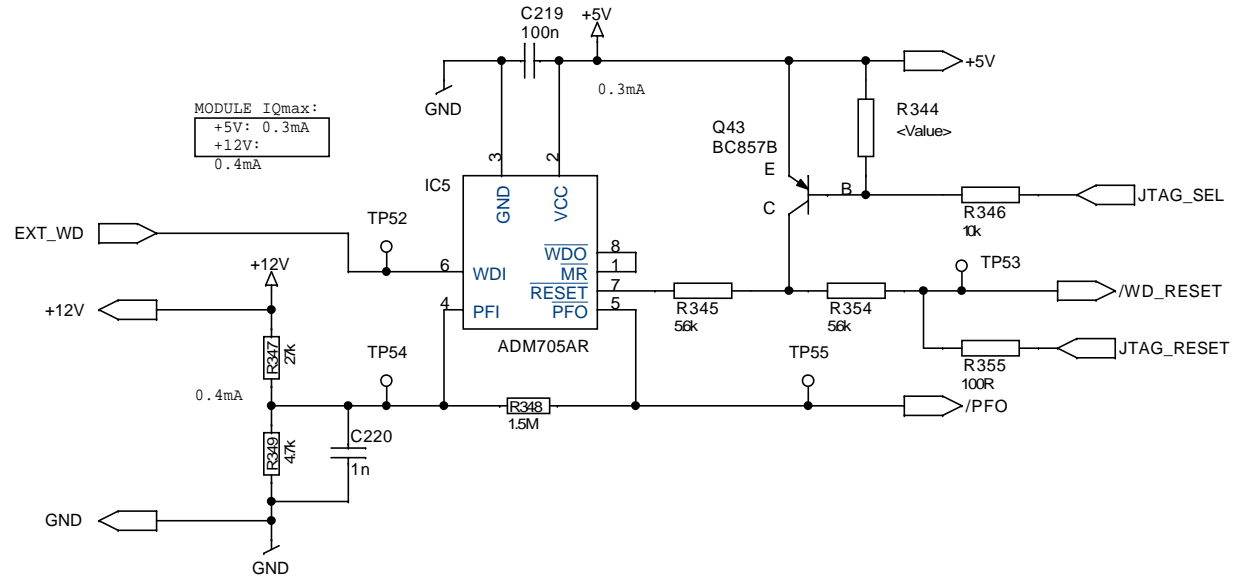 C219
100n
+5V
+5V
GND
0.3mA
R344
<Value>
MODULE IQmax:
+5V: 0.3mA
+12V:
0.4mA
Q43
BC857B
E
B
C
3
2
IC5
GND
VCC
R346
10k
JTAG_SEL
EXT_WD
TP52
6
WDI
WDO
8
MR
1
RESET
7
PFO
5
4
PFI
ADM705AR
+12V
+12V
R345
56k
R354
56k
TP53
/WD_RESET
R355
100R
JTAG_RESET
R347
27k
TP54
TP55
0.4mA
R348
1.5M
/PFO
R349
4.7k
C220
1n
GND
GND